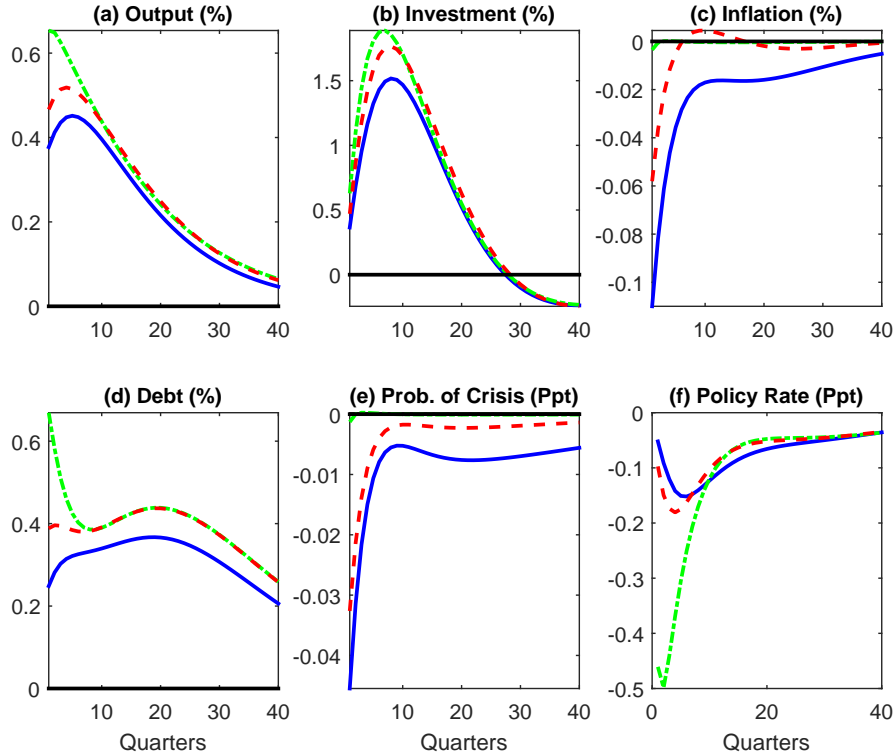 (a) Output (%)
0.6
0.4
0.2
0
10 20 30 40
(b) Investment (%)
1.5
1
0.5
0
10 20 30 40
(c) Inflation (%)
0
-0.02
-0.04
-0.06
-0.08
-0.1
10 20 30 40
(d) Debt (%)
0.6
0.4
0.2
0
10 20 30 40
Quarters
(e) Prob. of Crisis (Ppt)
0
-0.01
-0.02
-0.03
-0.04
10 20 30 40
Quarters
(f) Policy Rate (Ppt)
0
-0.1
-0.2
-0.3
-0.4
-0.5
0 20 40
Quarters